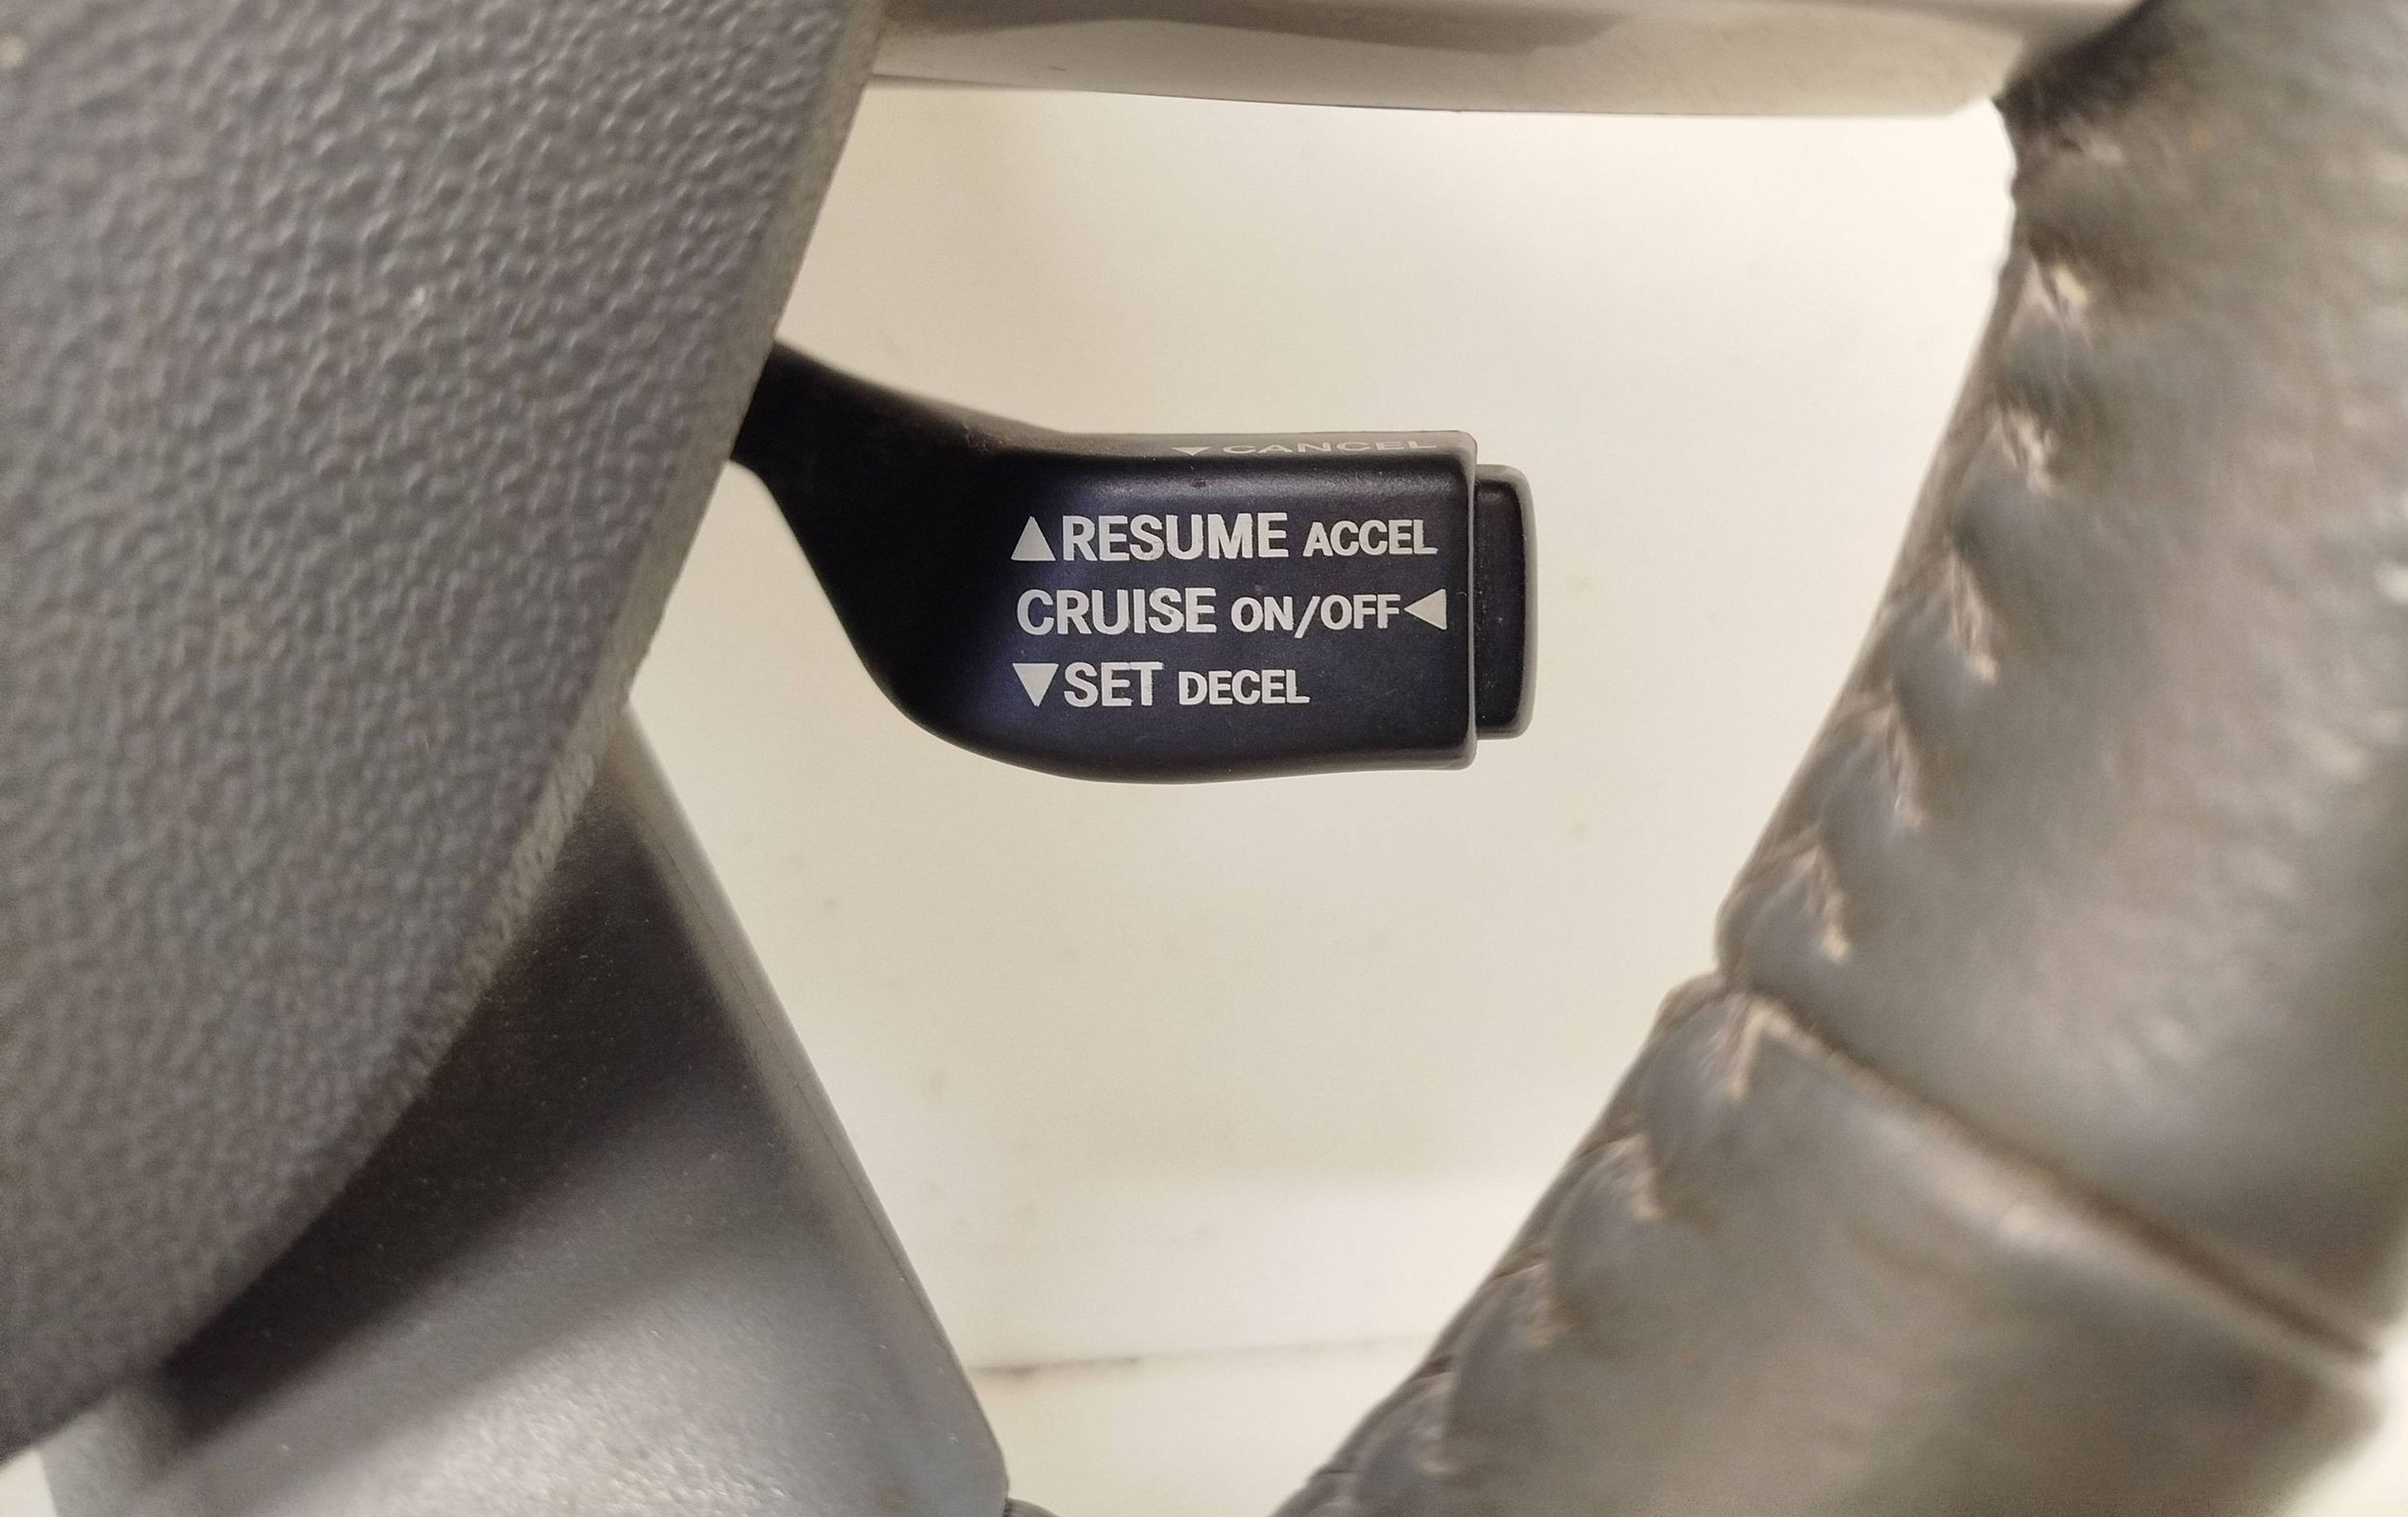 ▼CANCEL
▲RESUME ACCEL
CRUISE ON/OFF◀
▼SET DECEL